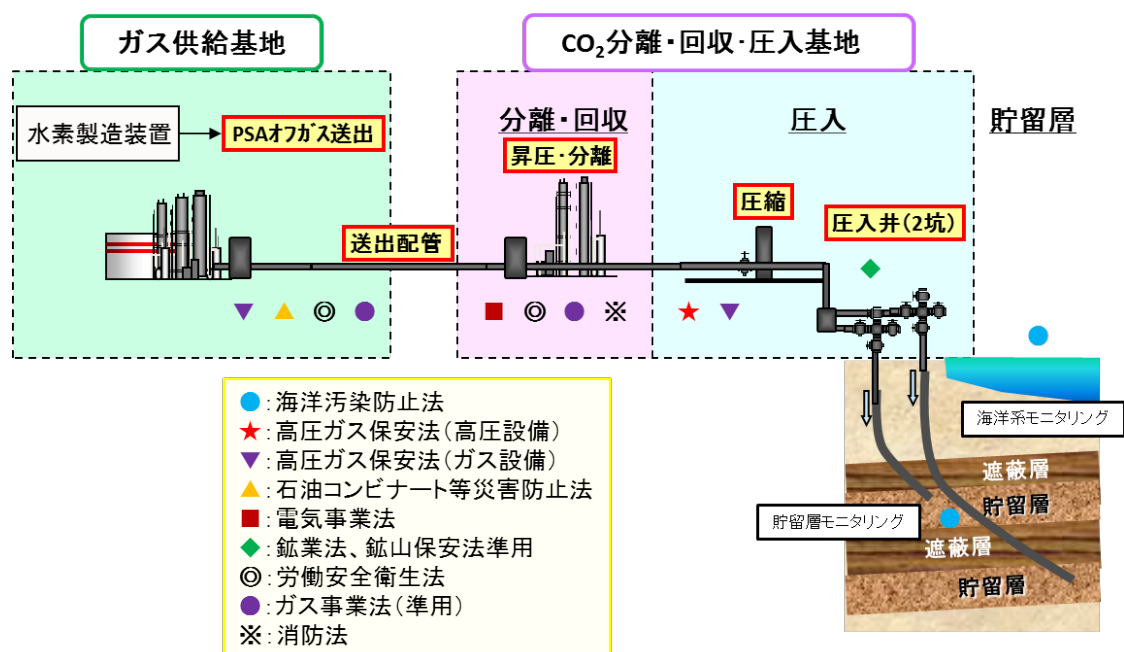 ガス供給基地
CO₂分離・回収・圧入基地
水素製造装置
PSAオフガス送出
送出配管
分離・回収
昇圧・分離
圧入
圧縮
圧入井(2坑)
貯留層
▼ ▲ ◎ ●
■ ◎ ● ※
★ ▼
◆
●
●:海洋汚染防止法
★:高圧ガス保安法(高圧設備)
▼:高圧ガス保安法(ガス設備)
▲:石油コンビナート等災害防止法
■:電気事業法
◆:鉱業法、鉱山保安法準用
◎:労働安全衛生法
●:ガス事業法(準用)
※:消防法
海洋系モニタリング
遮蔽層
貯留層
貯留層モニタリング
●
遮蔽層
貯留層